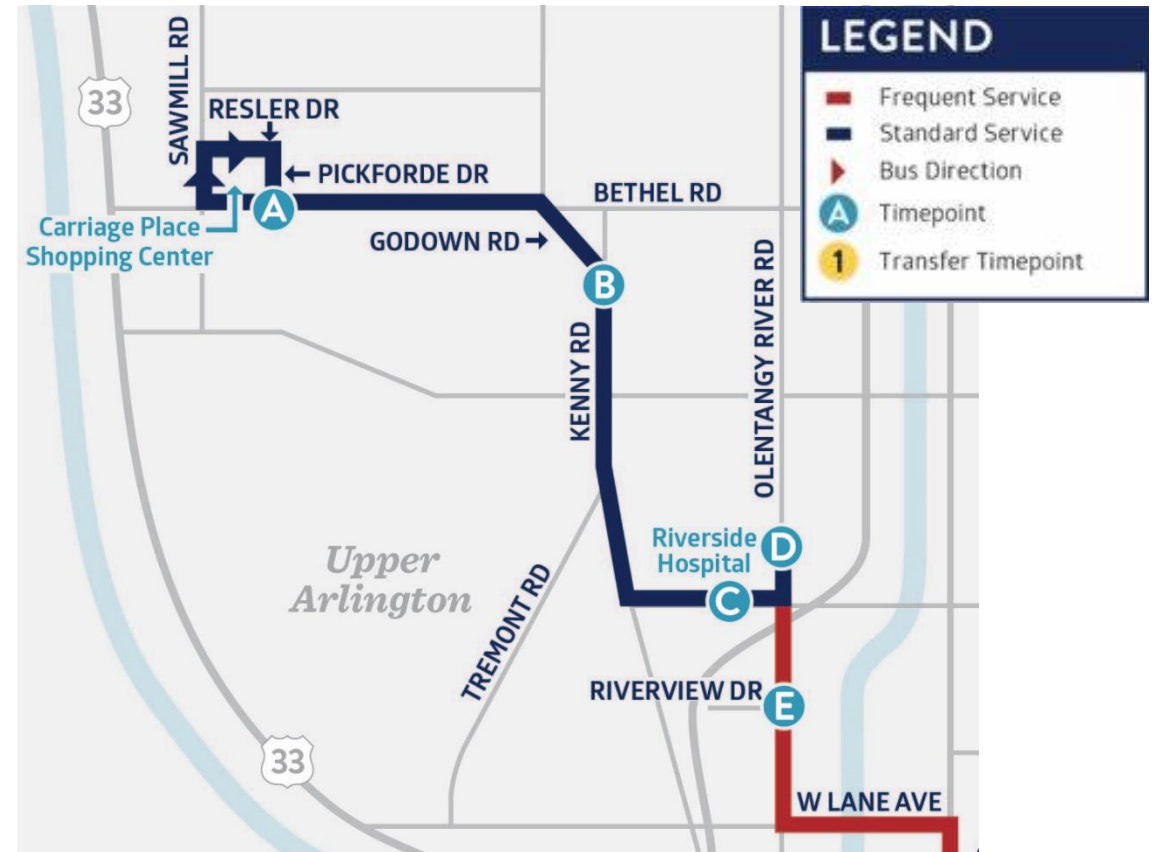 LEGEND
Frequent Service
Standard Service
Bus Direction
A
Timepoint
1
Transfer Timepoint
33
SAWMILL RD
RESLER DR
PICKFORDE DR
BETHEL RD
A
Carriage Place
Shopping Center
GODOWN RD
B
KENNY RD
OLENTANGY RIVER RD
Riverside
Hospital
D
C
Upper
Arlington
TREMONT RD
RIVERVIEW DR
E
33
W LANE AVE